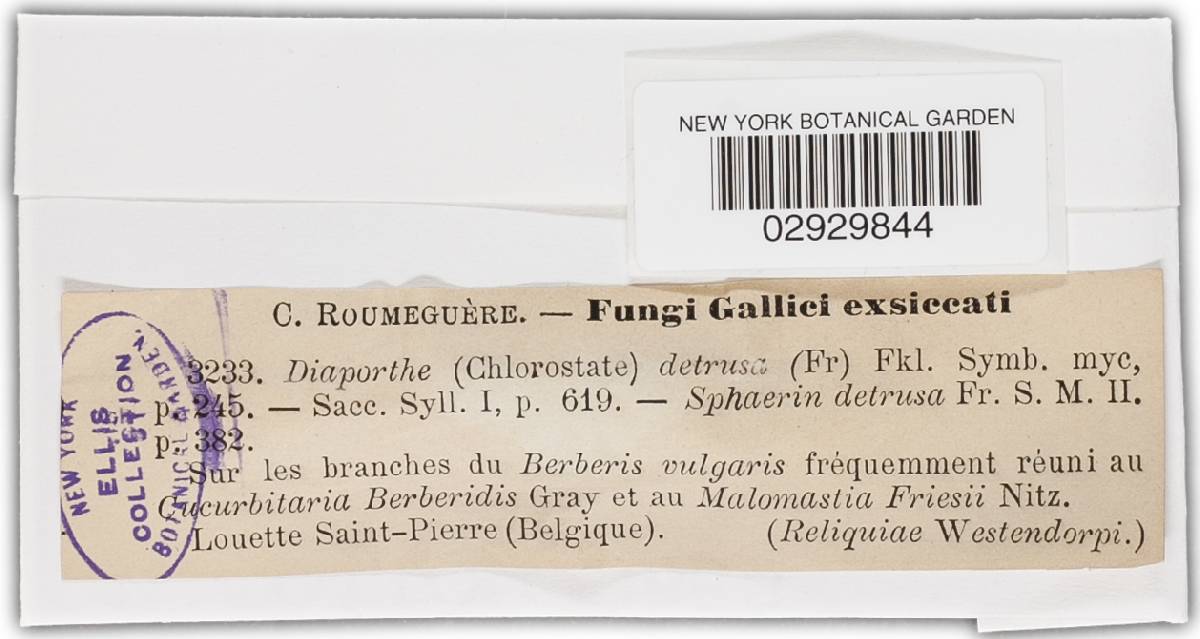 NEW YORK BOTANICAL GARDEN
02929844
C. ROUMEGUÈRE. — Fungi Gallici exsiccati
3233. Diaporthe (Chlorostate) detrusa (Fr) Fkl. Symb. myc,
p. 245. — Sacc. Syll. I, p. 619. — Sphaerin detrusa Fr. S. M. II.
p. 382.
Sur les branches du Berberis vulgaris fréquemment réuni au
Cucurbitaria Berberidis Gray et au Malomastia Friesii Nitz.
Louette Saint-Pierre (Belgique). (Reliquiae Westendorpi.)
NEW YORK
ELLIS
COLLECTION
BOTANICAL GARDEN.